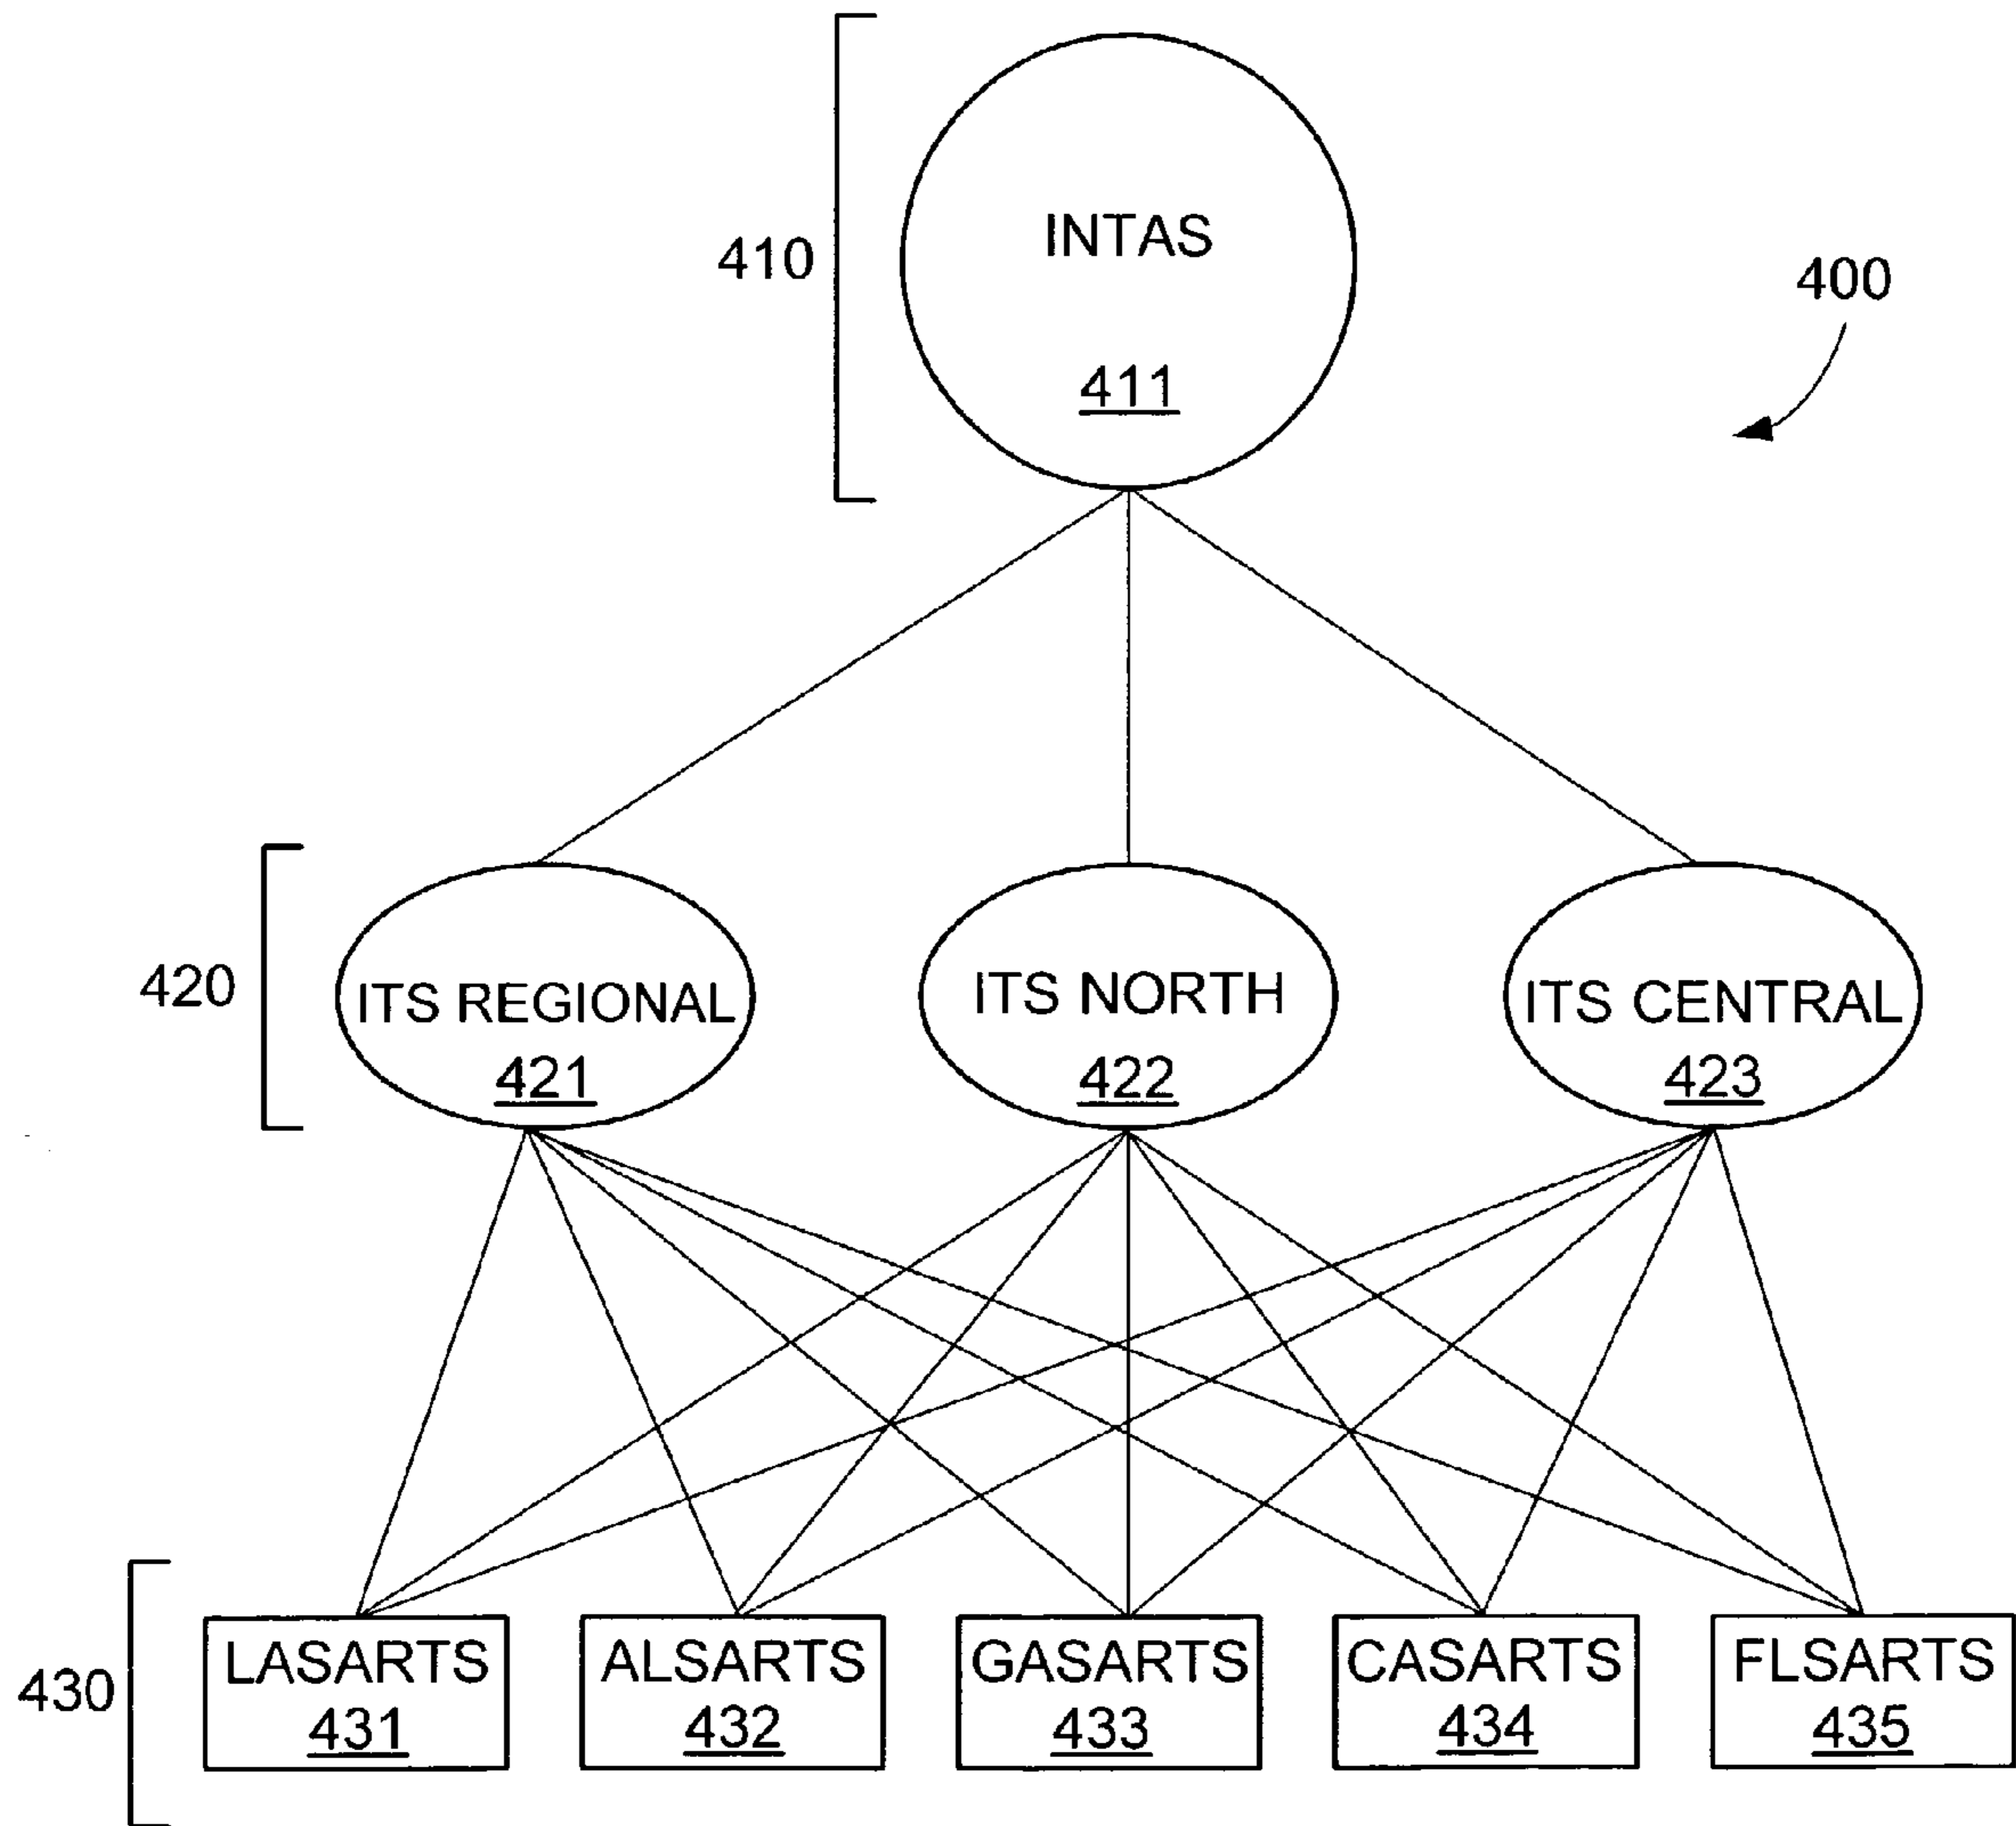 410
INTAS
411
400
420
ITS REGIONAL
421
ITS NORTH
422
ITS CENTRAL
423
430
LASARTS
431
ALSARTS
432
GASARTS
433
CASARTS
434
FLSARTS
435